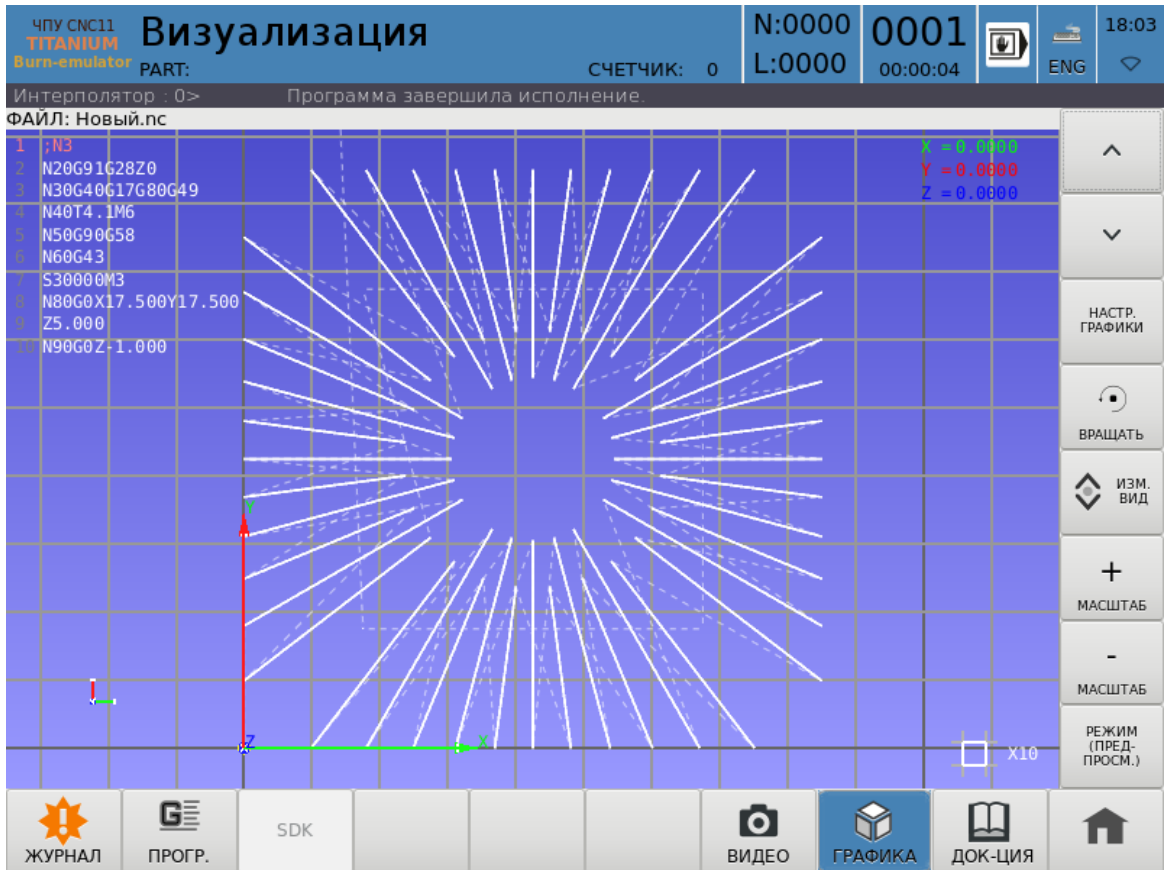 ЧПУ CNC11
TITANIUM
Burn-emulator
Визуализация
PART:
СЧЕТЧИК: 0
N:0000
L:0000
0001
00:00:04
ENG
18:03
Интерполятор : 0> Программа завершила исполнение.
ФАЙЛ: Новый.nc
1 ;N3
2 N20G91G28Z0
3 N30G40G17G80G49
4 N40T4.1M6
5 N50G90G58
6 N60G43
7 S30000M3
8 N80G0X17.500Y17.500
9 Z5.000
10 N90G0Z-1.000
X = 0.0000
Y = 0.0000
Z = 0.0000
Y
Z
X
X10
НАСТР.
ГРАФИКИ
ВРАЩАТЬ
ИЗМ.
ВИД
+
МАСШТАБ
-
МАСШТАБ
РЕЖИМ
(ПРЕД-
ПРОСМ.)
ЖУРНАЛ
G
ПРОГР.
SDK
ВИДЕО
ГРАФИКА
ДОК-ЦИЯ